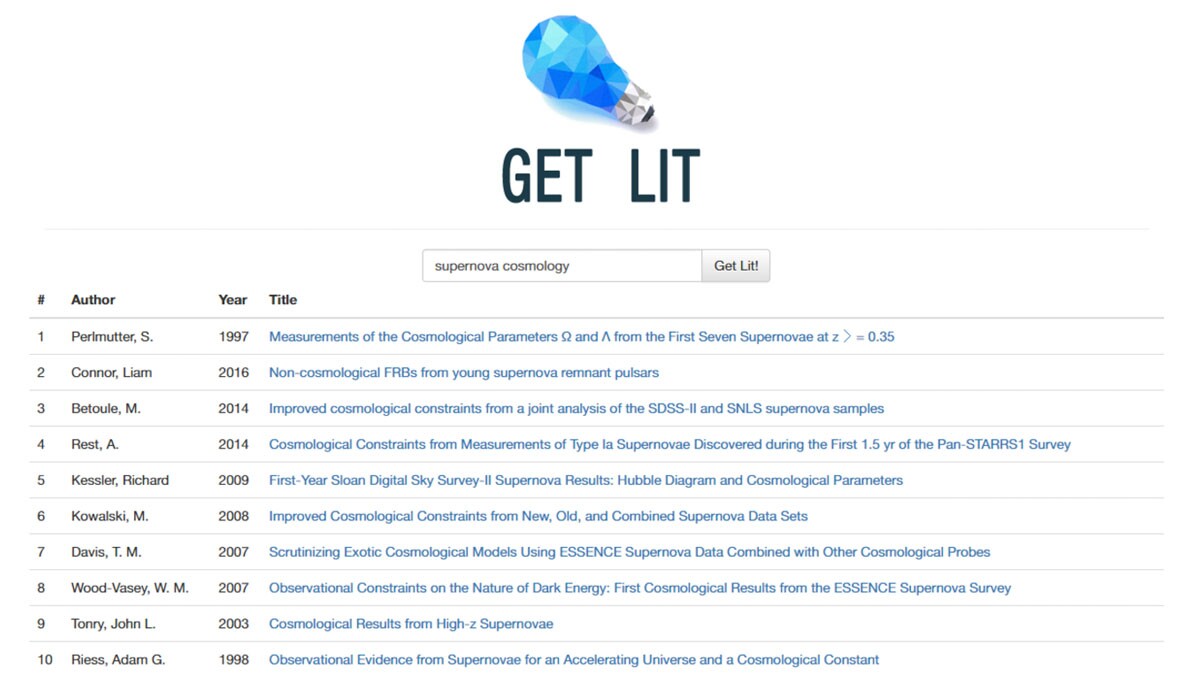 GET LIT
supernova cosmology Get Lit!
# Author Year Title
1 Perlmutter, S. 1997 Measurements of the Cosmological Parameters Ω and Λ from the First Seven Supernovae at z 〉= 0.35
2 Connor, Liam 2016 Non-cosmological FRBs from young supernova remnant pulsars
3 Betoule, M. 2014 Improved cosmological constraints from a joint analysis of the SDSS-II and SNLS supernova samples
4 Rest, A. 2014 Cosmological Constraints from Measurements of Type Ia Supernovae Discovered during the First 1.5 yr of the Pan-STARRS1 Survey
5 Kessler, Richard 2009 First-Year Sloan Digital Sky Survey-II Supernova Results: Hubble Diagram and Cosmological Parameters
6 Kowalski, M. 2008 Improved Cosmological Constraints from New, Old, and Combined Supernova Data Sets
7 Davis, T. M. 2007 Scrutinizing Exotic Cosmological Models Using ESSENCE Supernova Data Combined with Other Cosmological Probes
8 Wood-Vasey, W. M. 2007 Observational Constraints on the Nature of Dark Energy: First Cosmological Results from the ESSENCE Supernova Survey
9 Tonry, John L. 2003 Cosmological Results from High-z Supernovae
10 Riess, Adam G. 1998 Observational Evidence from Supernovae for an Accelerating Universe and a Cosmological Constant